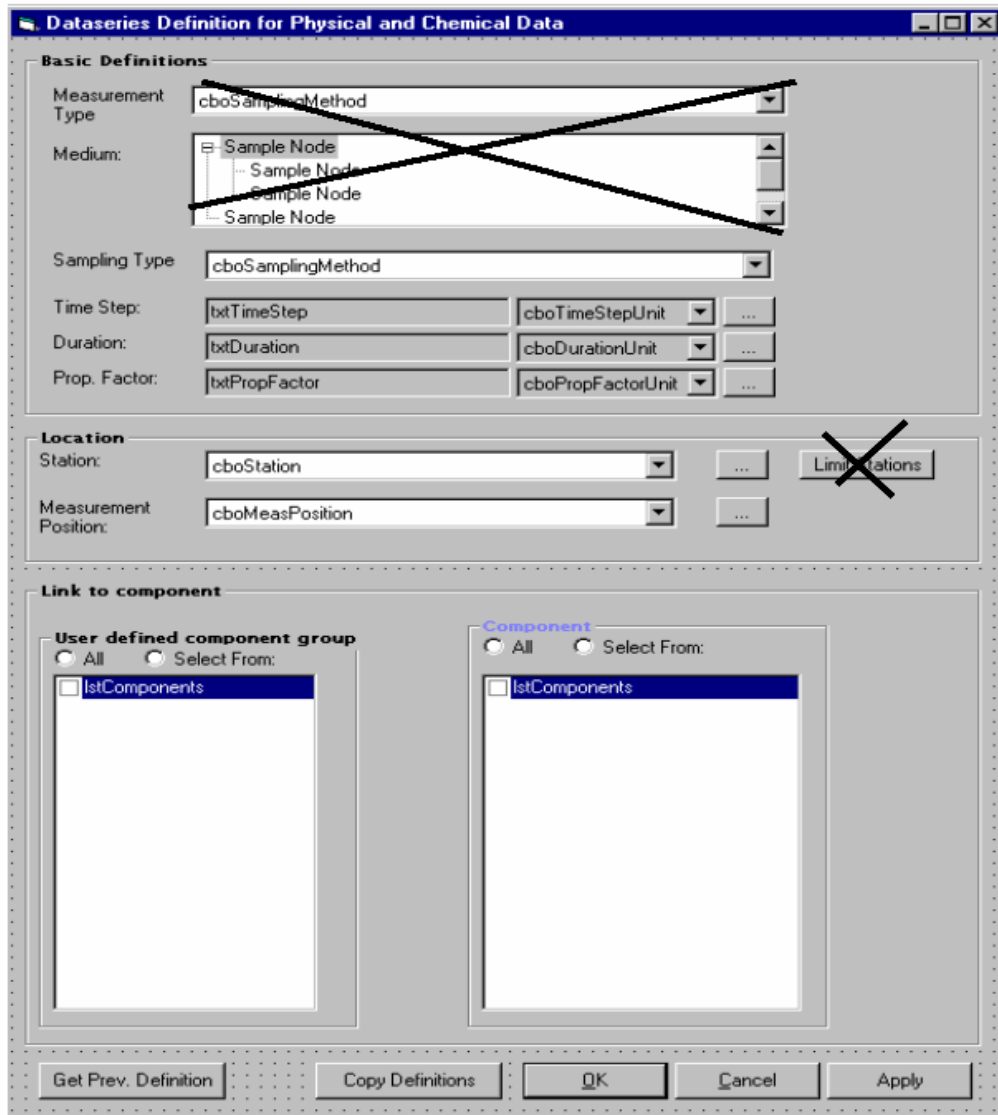 Dataseries Definition for Physical and Chemical Data
Basic Definitions
Measurement Type
cboSamplingMethod
Medium:
Sample Node
Sample Node
Sample Node
Sample Node
Sampling Type
cboSamplingMethod
Time Step:
txtTimeStep
cboTimeStepUnit
...
Duration:
txtDuration
cboDurationUnit
...
Prop. Factor:
txtPropFactor
cboPropFactorUnit
...
Location
Station:
cboStation
...
Limit Stations
Measurement
Position:
cboMeasPosition
...
Link to component
User defined component group
All
Select From:
lstComponents
Component
All
Select From:
lstComponents
Get Prev. Definition
Copy Definitions
OK
Cancel
Apply